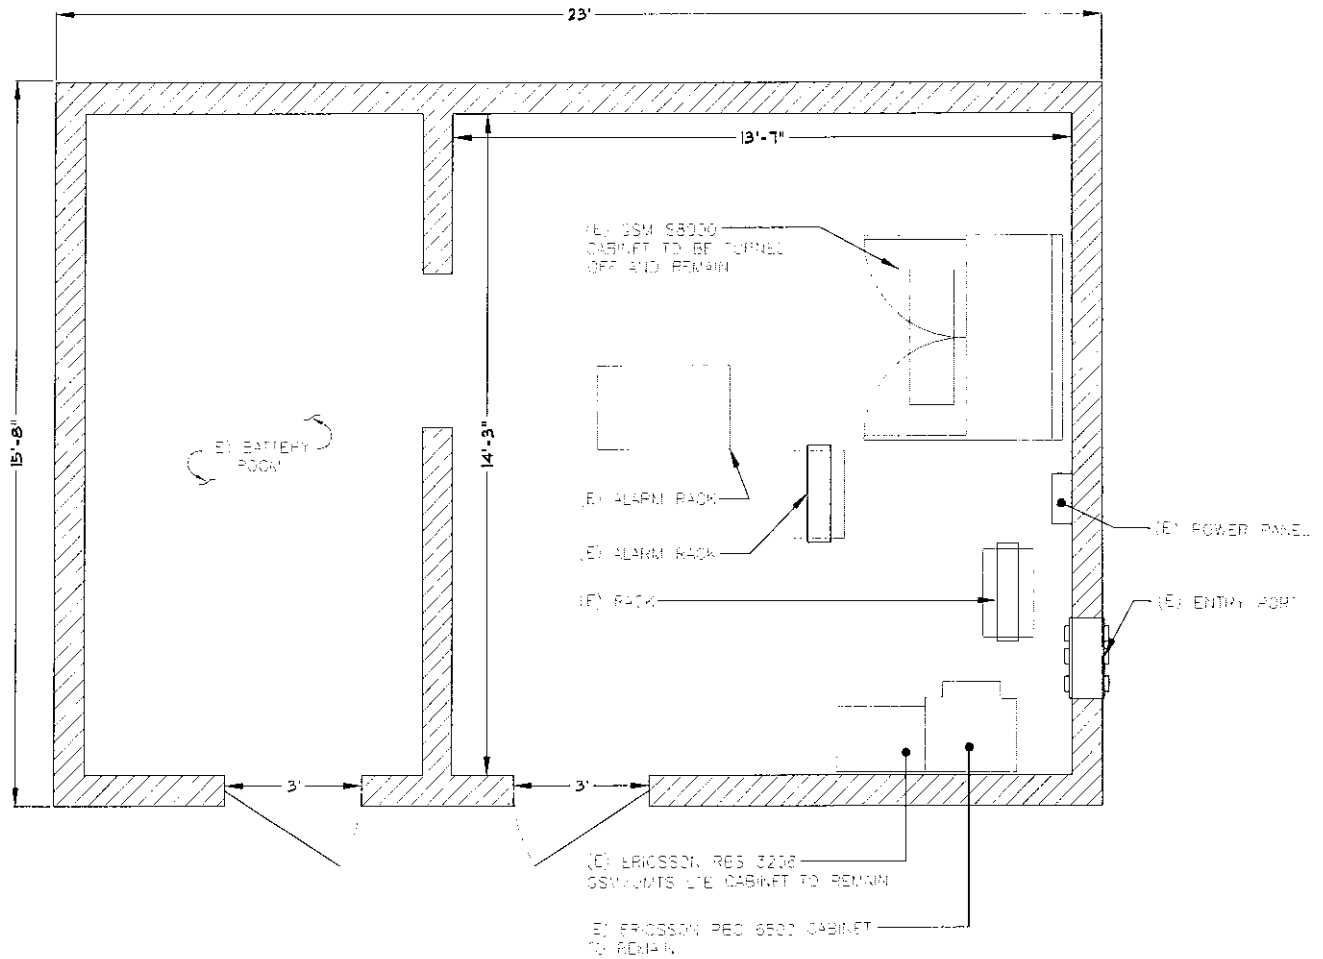 23'
13'-7"
(E) GSM S8000
CABINET TO BE TURNED
OFF AND REMAIN
15'-8"
14'-3"
E) BATTERY
ROOM
(E) ALARM RACK
(E) ALARM RACK
(E) RACK
(E) POWER PANEL
(E) ENTRY PORT
3'
3'
(E) ERICSSON RBS 3206
GSM/UMTS LTE CABINET TO REMAIN
E) ERICSSON CABINET
TO REMAIN